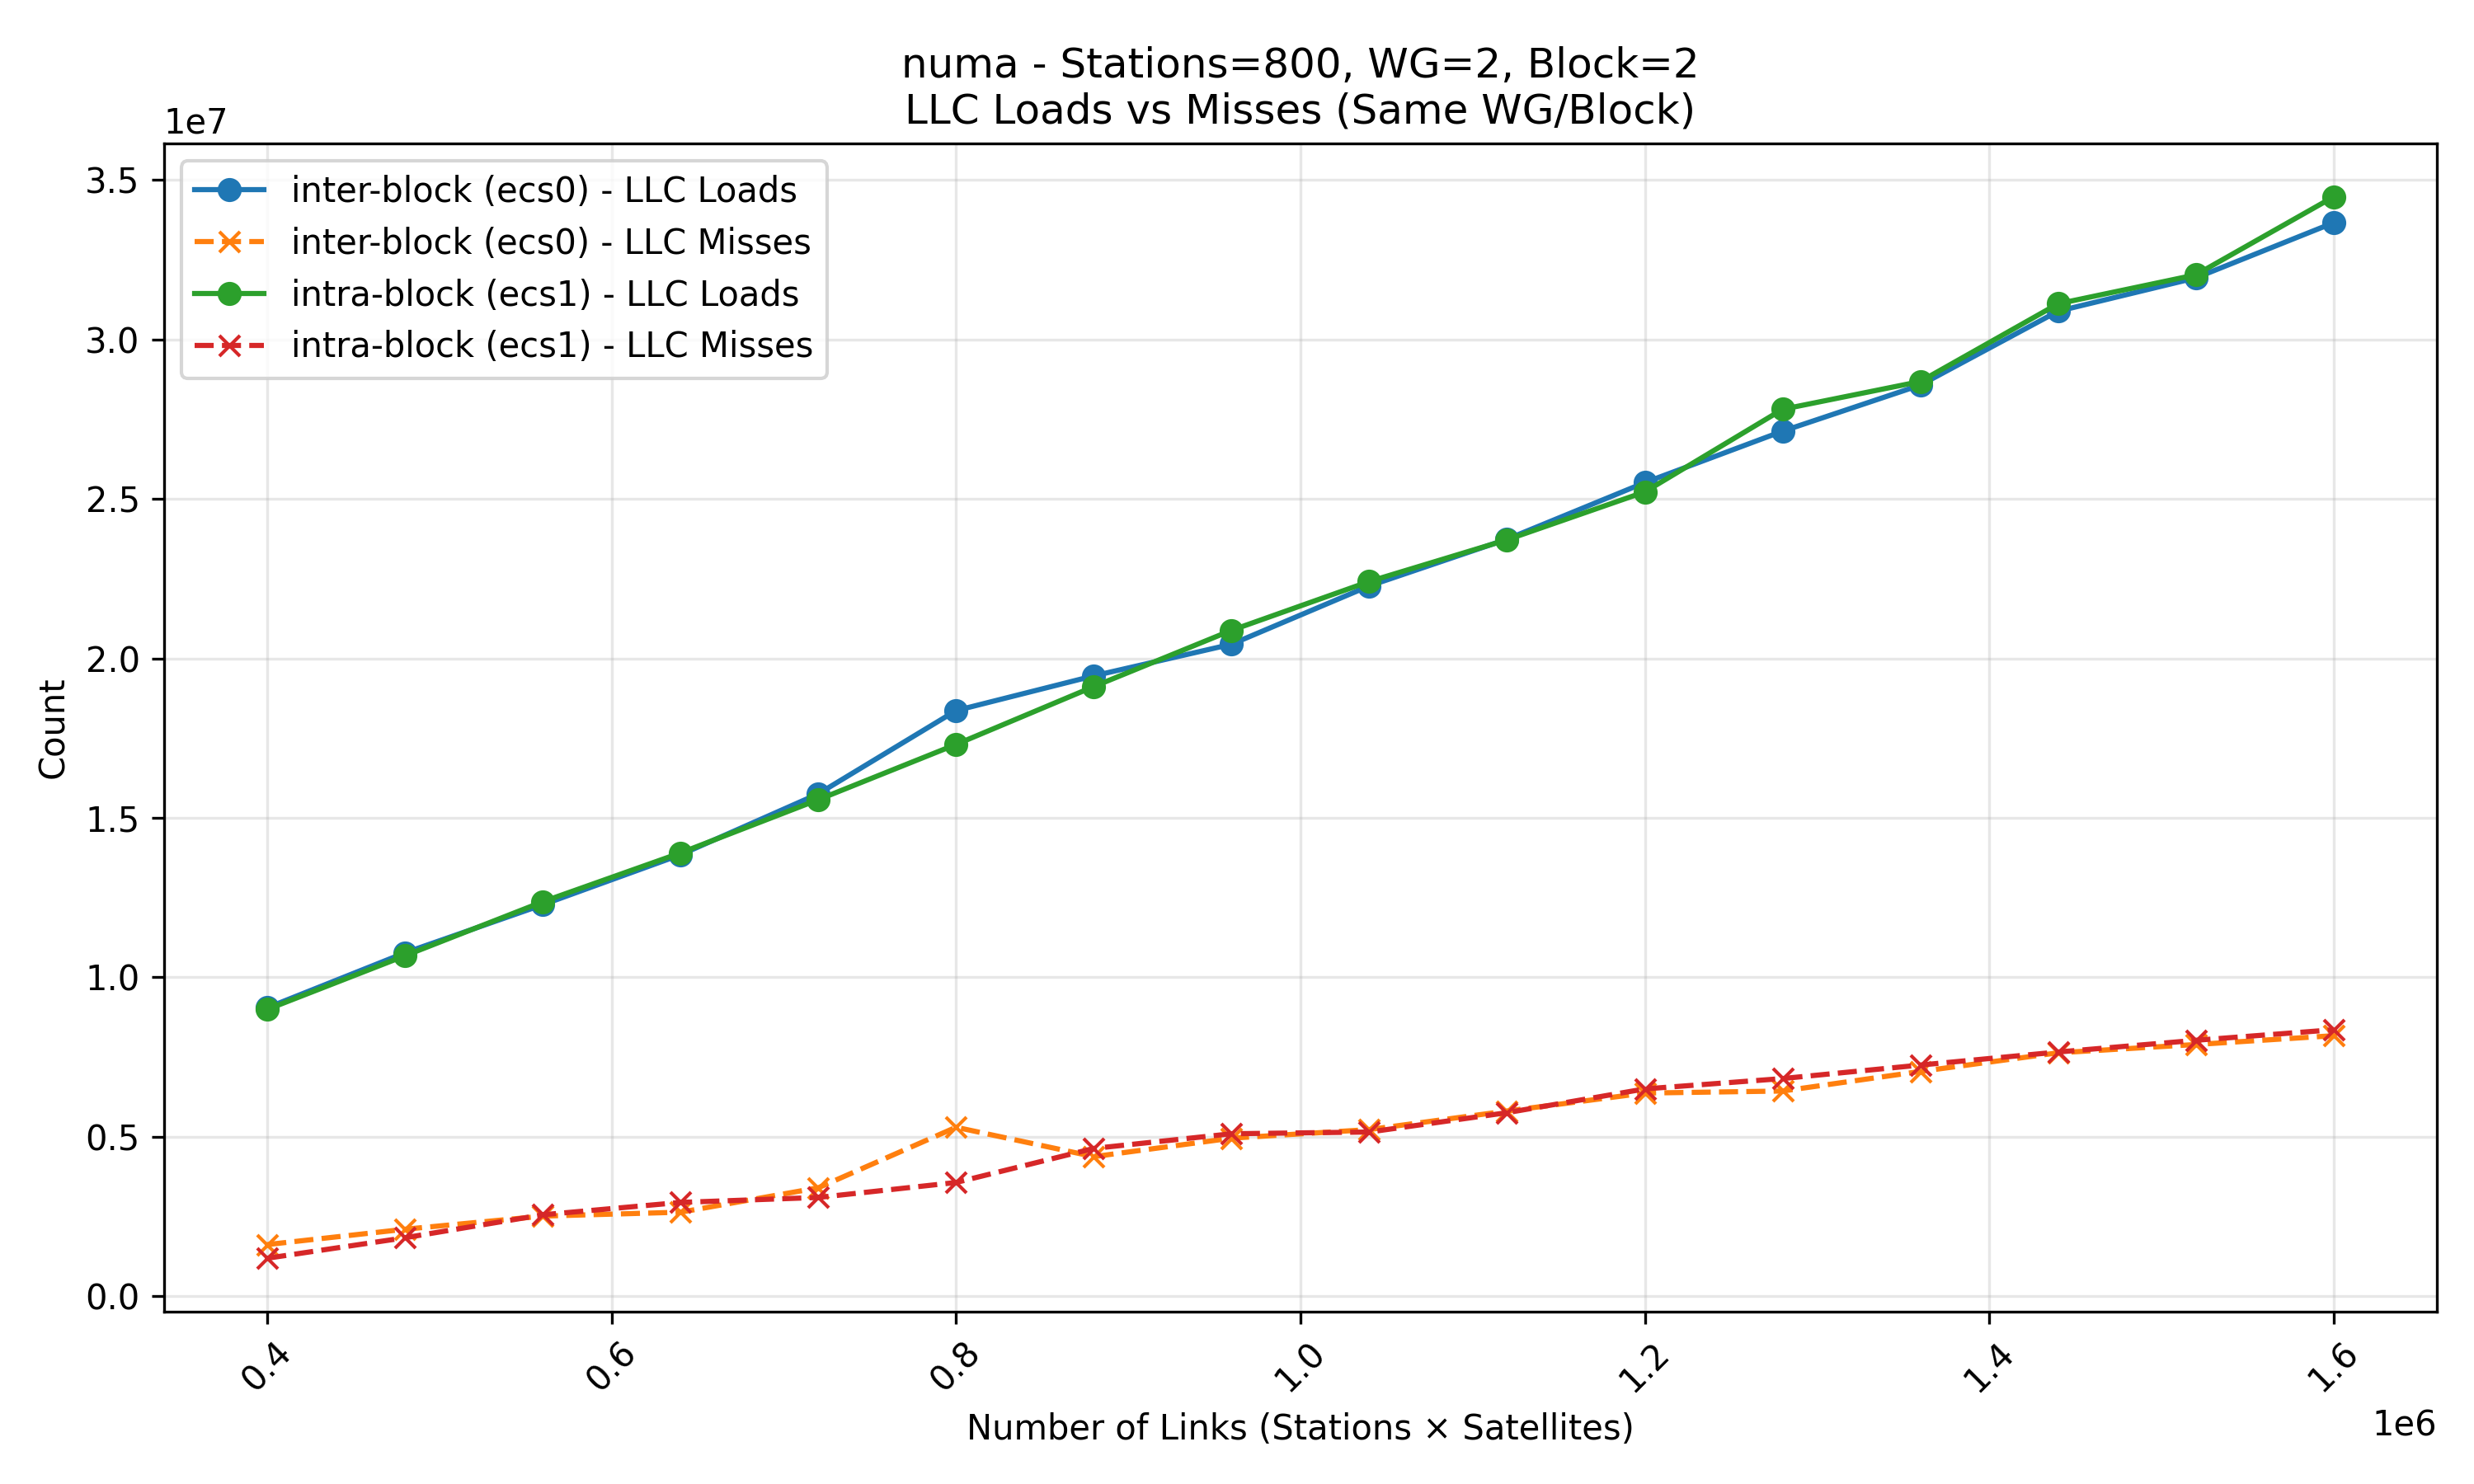 numa - Stations=800, WG=2, Block=2
LLC Loads vs Misses (Same WG/Block)
1e7
inter-block (ecs0) - LLC Loads
inter-block (ecs0) - LLC Misses
intra-block (ecs1) - LLC Loads
intra-block (ecs1) - LLC Misses
3.5
3.0
2.5
2.0
1.5
1.0
0.5
0.0
Count
0.4
0.6
0.8
1.0
1.2
1.4
1.6
1e6
Number of Links (Stations × Satellites)